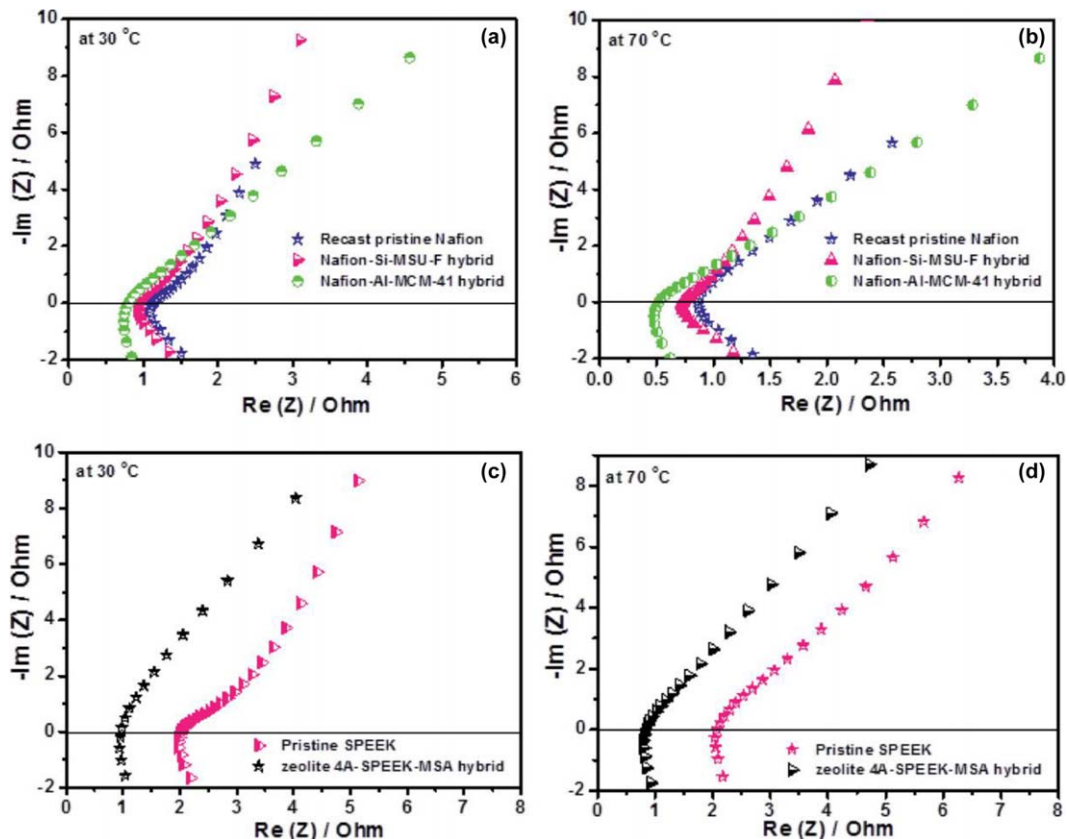 at 30 °C
(a)
10
8
6
4
2
0
-2
-Im (Z) / Ohm
Recast pristine Nafion
Nafion-Si-MSU-F hybrid
Nafion-Al-MCM-41 hybrid
0 1 2 3 4 5 6
Re (Z) / Ohm
at 70 °C
(b)
10
8
6
4
2
0
-2
-Im (Z) / Ohm
Recast pristine Nafion
Nafion-Si-MSU-F hybrid
Nafion-Al-MCM-41 hybrid
0.0 0.5 1.0 1.5 2.0 2.5 3.0 3.5 4.0
Re (Z) / Ohm
at 30 °C
(c)
10
8
6
4
2
0
-2
-Im (Z) / Ohm
Pristine SPEEK
zeolite 4A-SPEEK-MSA hybrid
0 1 2 3 4 5 6 7 8
Re (Z) / Ohm
at 70 °C
(d)
8
6
4
2
0
-2
-Im (Z) / Ohm
Pristine SPEEK
zeolite 4A-SPEEK-MSA hybrid
0 1 2 3 4 5 6 7 8
Re (Z) / Ohm